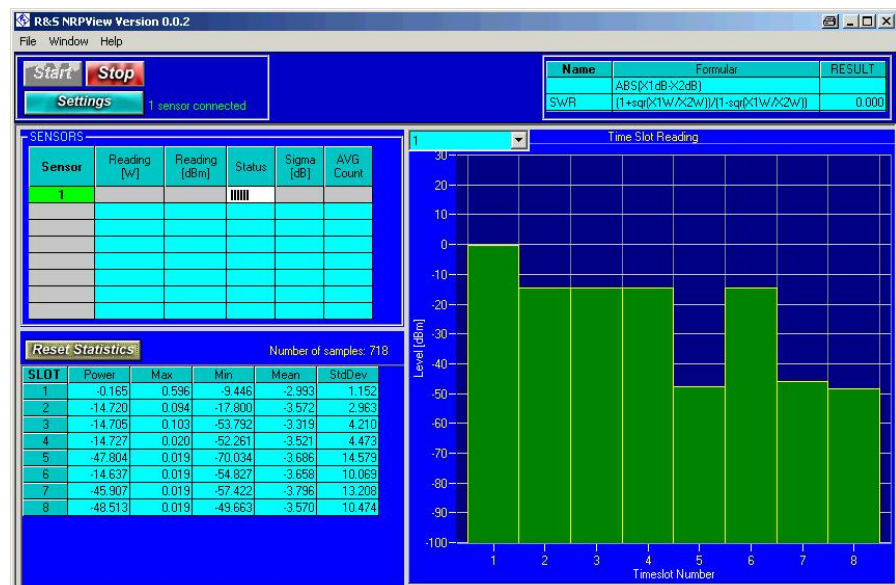 R&S NRPView Version 0.0.2
File Window Help
Start Stop
Settings 1 sensor connected
Name Formular RESULT
ABS(X1dB-X2dB)
SWR (1+sqr(X1W/X2W))/(1-sqr(X1W/X2W)) 0.000
SENSORS
Sensor Reading [W] Reading [dBm] Status Sigma [dB] AVG Count
1
Reset Statistics Number of samples: 718
SLOT Power Max Min Mean StdDev
1 -0.165 0.596 -9.446 -2.993 1.152
2 -14.720 0.094 -17.800 -3.572 2.963
3 -14.705 0.103 -53.792 -3.319 4.210
4 -14.727 0.020 -52.261 -3.521 4.473
5 -47.804 0.019 -70.034 -3.686 14.579
6 -14.637 0.019 -54.827 -3.658 10.069
7 -45.907 0.019 -57.422 -3.796 13.208
8 -48.513 0.019 -49.663 -3.570 10.474
1
Time Slot Reading
Level [dBm]
30
20
10
0
-10
-20
-30
-40
-50
-60
-70
-80
-90
-100
1 2 3 4 5 6 7 8
Timeslot Number